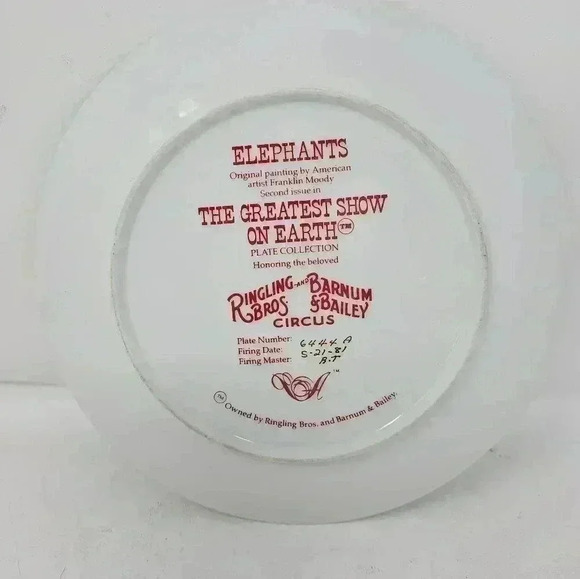 ELEPHANTS
Original painting by American
artist Franklin Moody
Second issue in
THE GREATEST SHOW
ON EARTH™
PLATE COLLECTION
Honoring the beloved
RINGLING BROS. AND BARNUM & BAILEY
CIRCUS
Plate Number: 6444 A
Firing Date: 5-21-81
Firing Master: B.T
™
™ Owned by Ringling Bros. and Barnum & Bailey.